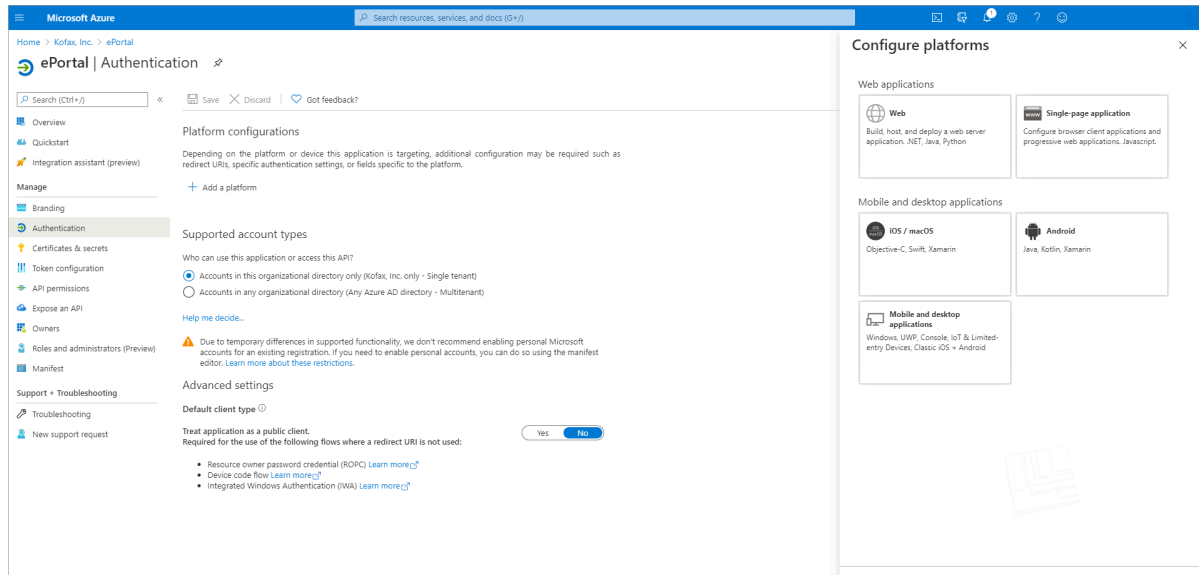 Microsoft Azure
Search resources, services, and docs (G+/)
1
Home > Kofax, Inc. > ePortal
ePortal | Authentication
Search (Ctrl+/)
«
Overview
Quickstart
Integration assistant (preview)
Manage
Branding
Authentication
Certificates & secrets
Token configuration
API permissions
Expose an API
Owners
Roles and administrators (Preview)
Manifest
Support + Troubleshooting
Troubleshooting
New support request
Save Discard Got feedback?
Platform configurations
Depending on the platform or device this application is targeting, additional configuration may be required such as
redirect URIs, specific authentication settings, or fields specific to the platform.
Add a platform
Supported account types
Who can use this application or access this API?
Accounts in this organizational directory only (Kofax, Inc. only - Single tenant)
Accounts in any organizational directory (Any Azure AD directory - Multitenant)
Help me decide...
Due to temporary differences in supported functionality, we don't recommend enabling personal Microsoft
accounts for an existing registration. If you need to enable personal accounts, you can do so using the manifest
editor. Learn more about these restrictions.
Advanced settings
Default client type
Treat application as a public client.
Required for the use of the following flows where a redirect URI is not used:
Yes No
• Resource owner password credential (ROPC) Learn more
• Device code flow Learn more
• Integrated Windows Authentication (IWA) Learn more
Configure platforms
Web applications
Web
Build, host, and deploy a web server
application. .NET, Java, Python
www
Single-page application
Configure browser client applications and
progressive web applications. Javascript.
Mobile and desktop applications
iOS
macOS
iOS / macOS
Objective-C, Swift, Xamarin
Android
Java, Kotlin, Xamarin
Mobile and desktop
applications
Windows, UWP, Console, IoT & Limited-
entry Devices, Classic iOS + Android